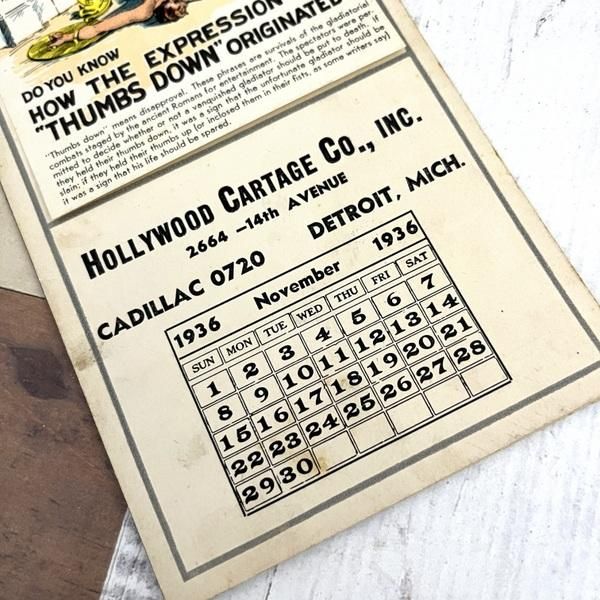 DO YOU KNOW
HOW THE EXPRESSION
"THUMBS DOWN" ORIGINATED
"Thumbs down" means disapproval. These phrases are survivals of the gladiatorial
combats staged by the ancient Romans for entertainment. The spectators were per-
mitted to decide whether or not a vanquished gladiator should be put to death. If
they held their thumbs down, it was a sign that the unfortunate gladiator should be
slain; if they held their thumbs up (or inclosed them in their fists, as some writers say)
it was a sign that his life should be spared.
HOLLYWOOD CARTAGE CO., INC.
2664 —14th AVENUE
CADILLAC 0720 DETROIT, MICH.
1936 November 1936
SUN MON TUE WED THU FRI SAT
1 2 3 4 5 6 7
8 9 10 11 12 13 14
15 16 17 18 19 20 21
22 23 24 25 26 27 28
29 30